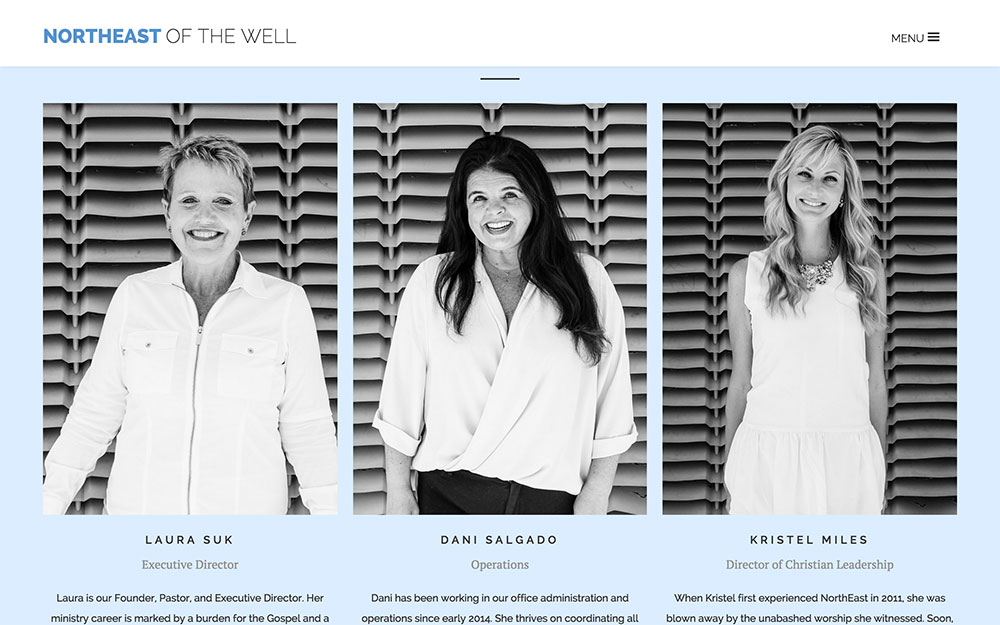 NORTHEAST OF THE WELL
MENU
LAURA SUK
Executive Director
Laura is our Founder, Pastor, and Executive Director. Her
ministry career is marked by a burden for the Gospel and a
DANI SALGADO
Operations
Dani has been working in our office administration and
operations since early 2014. She thrives on coordinating all
KRISTEL MILES
Director of Christian Leadership
When Kristel first experienced NorthEast in 2011, she was
blown away by the unabashed worship she witnessed. Soon,